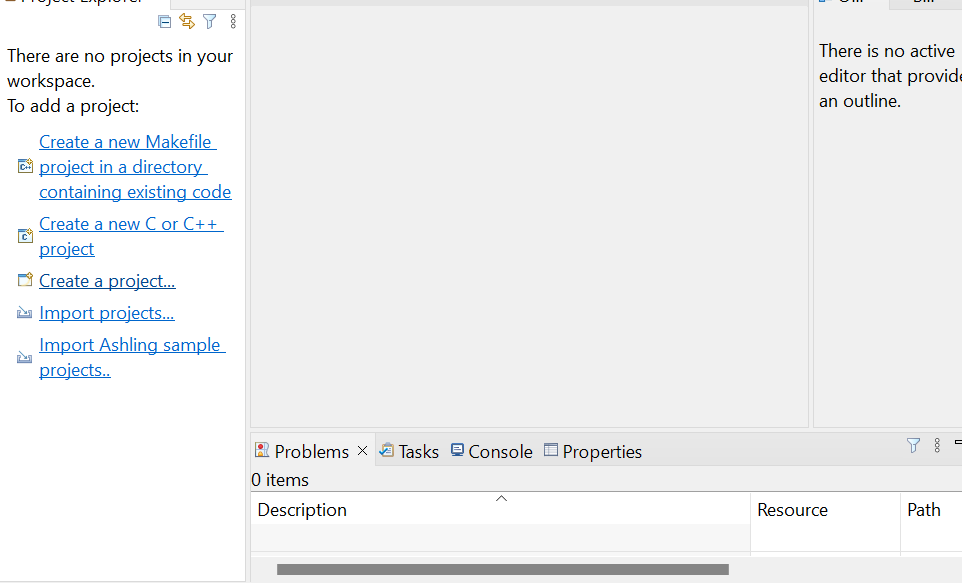 Project Explorer
There are no projects in your
workspace.
To add a project:
Create a new Makefile
project in a directory
containing existing code
Create a new C or C++
project
Create a project...
Import projects...
Import Ashling sample
projects..
There is no active
editor that provide
an outline.
Problems
Tasks
Console
Properties
0 items
Description
Resource
Path